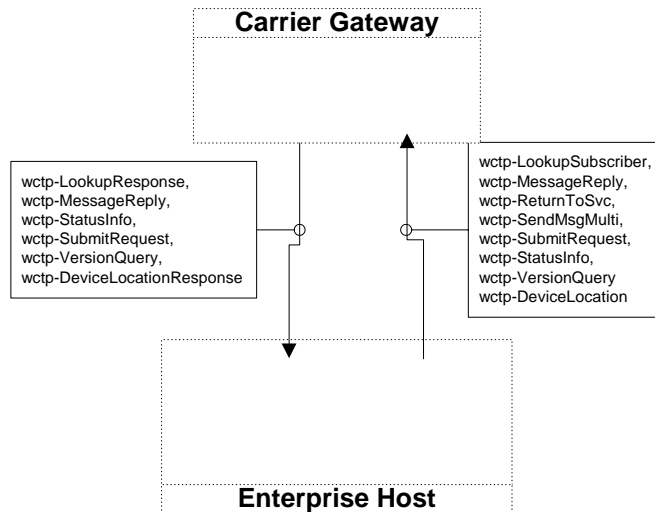 Carrier Gateway
wctp-LookupResponse,
wctp-MessageReply,
wctp-StatusInfo,
wctp-SubmitRequest,
wctp-VersionQuery,
wctp-DeviceLocationResponse
wctp-LookupSubscriber,
wctp-MessageReply,
wctp-ReturnToSvc,
wctp-SendMsgMulti,
wctp-SubmitRequest,
wctp-StatusInfo,
wctp-VersionQuery
wctp-DeviceLocation
Enterprise Host